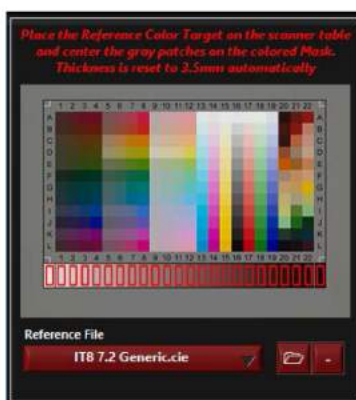 Place the Reference Color Target on the scanner table
and center the gray patches on the colored Mask.
Thickness is reset to 3.5mm automatically
1 2 3 4 5 6 7 8 9 10 11 12 13 14 15 16 17 18 19 20 21 22
A A
B B
C C
D D
E E
F F
G G
H H
I I
J J
K K
L L
1 2 3 4 5 6 7 8 9 10 11 12 13 14 15 16 17 18 19 20 21 22
Reference File
IT8 7.2 Generic.cie
-